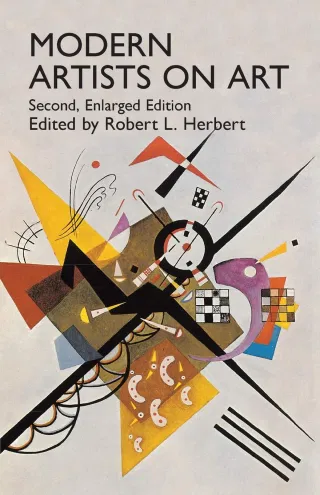 MODERN
ARTISTS ON ART
Second, Enlarged Edition
Edited by Robert L. Herbert